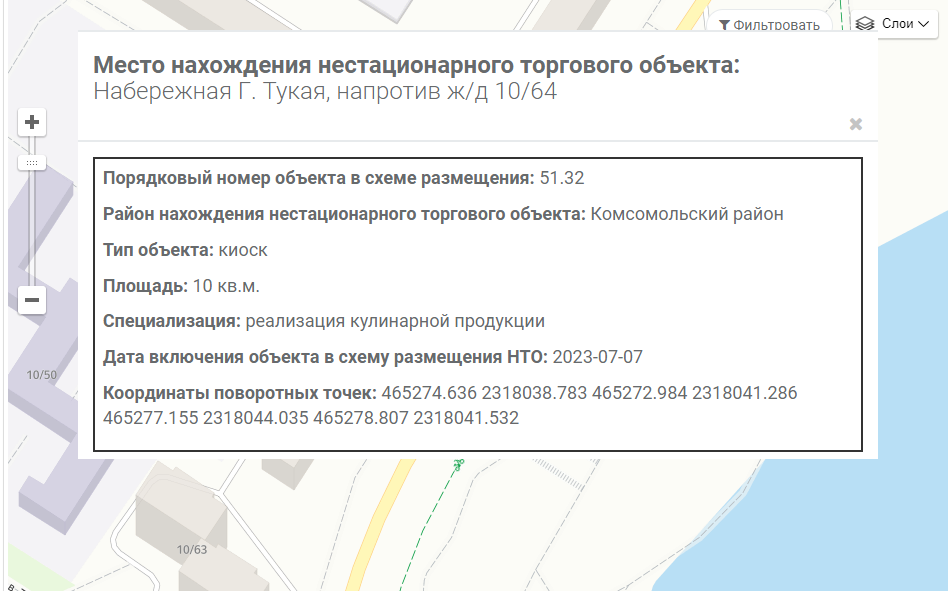 Фильтровать
Слои
Место нахождения нестационарного торгового объекта:
Набережная Г. Тукая, напротив ж/д 10/64
Порядковый номер объекта в схеме размещения: 51.32
Район нахождения нестационарного торгового объекта: Комсомольский район
Тип объекта: киоск
Площадь: 10 кв.м.
Специализация: реализация кулинарной продукции
Дата включения объекта в схему размещения НТО: 2023-07-07
Координаты поворотных точек: 465274.636 2318038.783 465272.984 2318041.286
465277.155 2318044.035 465278.807 2318041.532
10/50
10/63